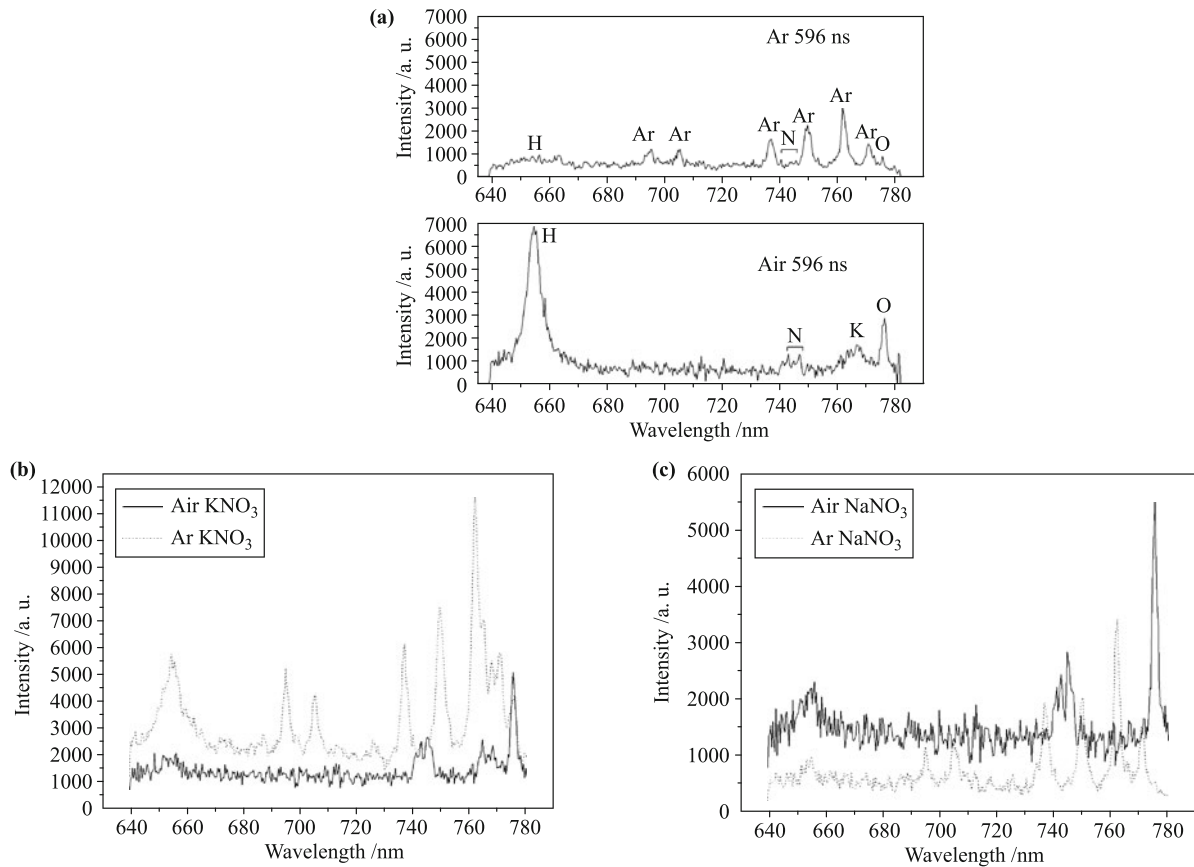 (a)
Ar 596 ns
Intensity /a. u.
7000
6000
5000
4000
3000
2000
1000
0
H
Ar
Ar
Ar
N
Ar
Ar
Ar
O
640 660 680 700 720 740 760 780
Air 596 ns
Intensity /a. u.
7000
6000
5000
4000
3000
2000
1000
0
H
N
K
O
640 660 680 700 720 740 760 780
Wavelength /nm
(b)
Air KNO3
Ar KNO3
Intensity /a. u.
12000
11000
10000
9000
8000
7000
6000
5000
4000
3000
2000
1000
0
640 660 680 700 720 740 760 780
Wavelength /nm
(c)
Air NaNO3
Ar NaNO3
Intensity /a. u.
6000
5000
3000
2000
1000
0
640 660 680 700 720 740 760 780
Wavelength /nm